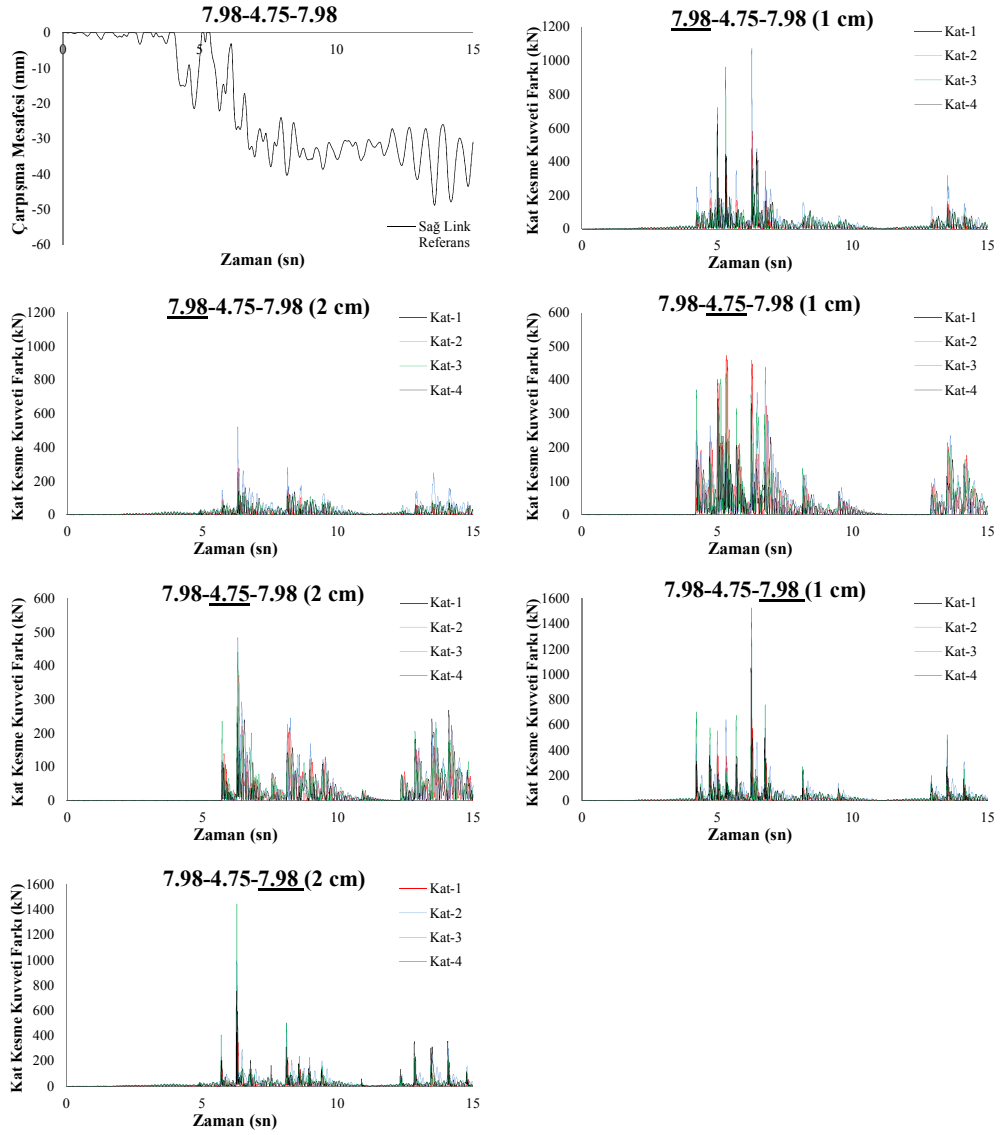 7.98-4.75-7.98
0
-10
-20
-30
-40
-50
-60
0
5
10
15
Çarpışma Mesafesi (mm)
Zaman (sn)
Sağ Link
Referans
7.98-4.75-7.98 (1 cm)
1200
1000
800
600
400
200
0
0
5
10
15
Kat Kesme Kuvveti Farkı (kN)
Zaman (sn)
Kat-1
Kat-2
Kat-3
Kat-4
7.98-4.75-7.98 (2 cm)
1200
1000
800
600
400
200
0
0
5
10
15
Kat Kesme Kuvveti Farkı (kN)
Zaman (sn)
Kat-1
Kat-2
Kat-3
Kat-4
7.98-4.75-7.98 (1 cm)
600
500
400
300
200
100
0
0
5
10
15
Kat Kesme Kuvveti Farkı (kN)
Zaman (sn)
Kat-1
Kat-2
Kat-3
Kat-4
7.98-4.75-7.98 (2 cm)
600
500
400
300
200
100
0
0
5
10
15
Kat Kesme Kuvveti Farkı (kN)
Zaman (sn)
Kat-1
Kat-2
Kat-3
Kat-4
7.98-4.75-7.98 (1 cm)
1600
1400
1200
1000
800
600
400
200
0
0
5
10
15
Kat Kesme Kuvveti Farkı (kN)
Zaman (sn)
Kat-1
Kat-2
Kat-3
Kat-4
7.98-4.75-7.98 (2 cm)
1600
1400
1200
1000
800
600
400
200
0
0
5
10
15
Kat Kesme Kuvveti Farkı (kN)
Zaman (sn)
Kat-1
Kat-2
Kat-3
Kat-4